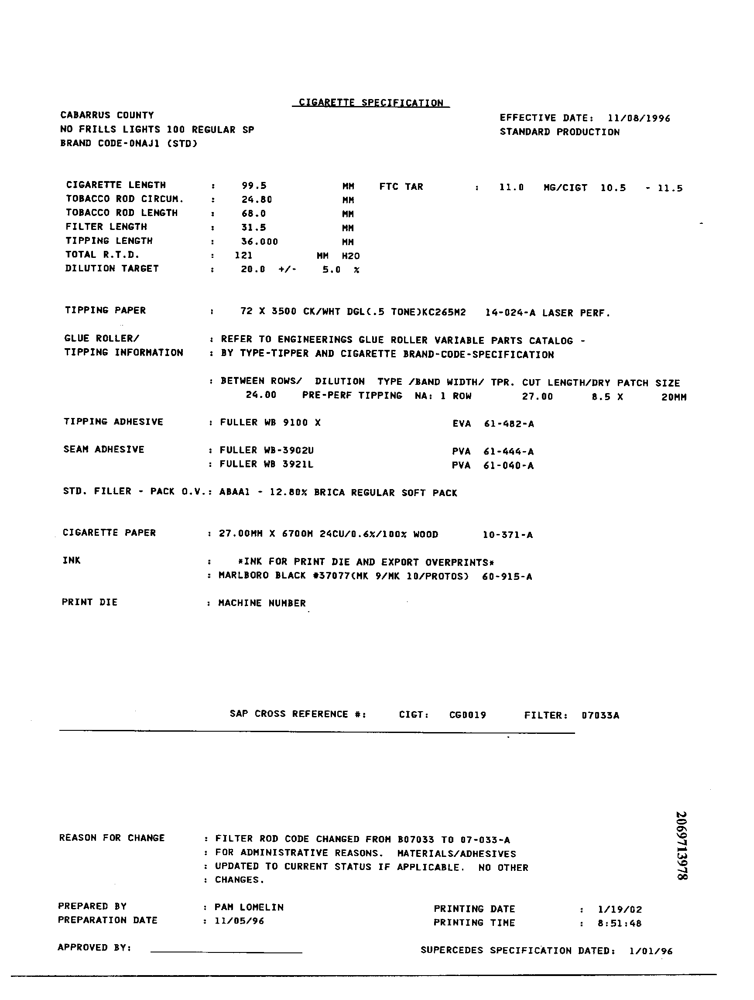 CIGARETTE SPECIFICATION
CABARRUS COUNTY EFFECTIVE DATE: 11/08/1996
NO FRILLS LIGHTS 100 REGULAR SP STANDARD PRODUCTION
BRAND CODE-ONAJ1 (STD)
CIGARETTE LENGTH : 99.5 MM FTC TAR : 11.0 MG/CIGT 10.5 - 11.5
TOBACCO ROD CIRCUM. : 24.80 MM
TOBACCO ROD LENGTH : 68.0 MM
FILTER LENGTH : 31.5 MM
TIPPING LENGTH : 36.000 MM
TOTAL R.T.D. : 121 MM H2O
DILUTION TARGET : 20.0 +/- 5.0 %
TIPPING PAPER : 72 X 3500 CK/WHT DGL(.5 TONE)KC265M2 14-024-A LASER PERF.
GLUE ROLLER/ : REFER TO ENGINEERINGS GLUE ROLLER VARIABLE PARTS CATALOG -
TIPPING INFORMATION : BY TYPE-TIPPER AND CIGARETTE BRAND-CODE-SPECIFICATION
: BETWEEN ROWS/ DILUTION TYPE /BAND WIDTH/ TPR. CUT LENGTH/DRY PATCH SIZE
24.00 PRE-PERF TIPPING NA: 1 ROW 27.00 8.5 X 20MM
TIPPING ADHESIVE : FULLER WB 9100 X EVA 61-482-A
SEAM ADHESIVE : FULLER WB-3902U PVA 61-444-A
: FULLER WB 3921L PVA 61-040-A
STD. FILLER - PACK O.V.: ABAA1 - 12.80% BRICA REGULAR SOFT PACK
CIGARETTE PAPER : 27.00MM X 6700M 24CU/0.6%/100% WOOD 10-371-A
INK : *INK FOR PRINT DIE AND EXPORT OVERPRINTS*
: MARLBORO BLACK #37077(MK 9/MK 10/PROTOS) 60-915-A
PRINT DIE : MACHINE NUMBER
SAP CROSS REFERENCE #: CIGT: CG0019 FILTER: 07033A
REASON FOR CHANGE : FILTER ROD CODE CHANGED FROM B07033 TO 07-033-A
: FOR ADMINISTRATIVE REASONS. MATERIALS/ADHESIVES
: UPDATED TO CURRENT STATUS IF APPLICABLE. NO OTHER
: CHANGES.
PREPARED BY : PAM LOMELIN PRINTING DATE : 1/19/02
PREPARATION DATE : 11/05/96 PRINTING TIME : 8:51:48
APPROVED BY: SUPERCEDES SPECIFICATION DATED: 1/01/96
2069713978